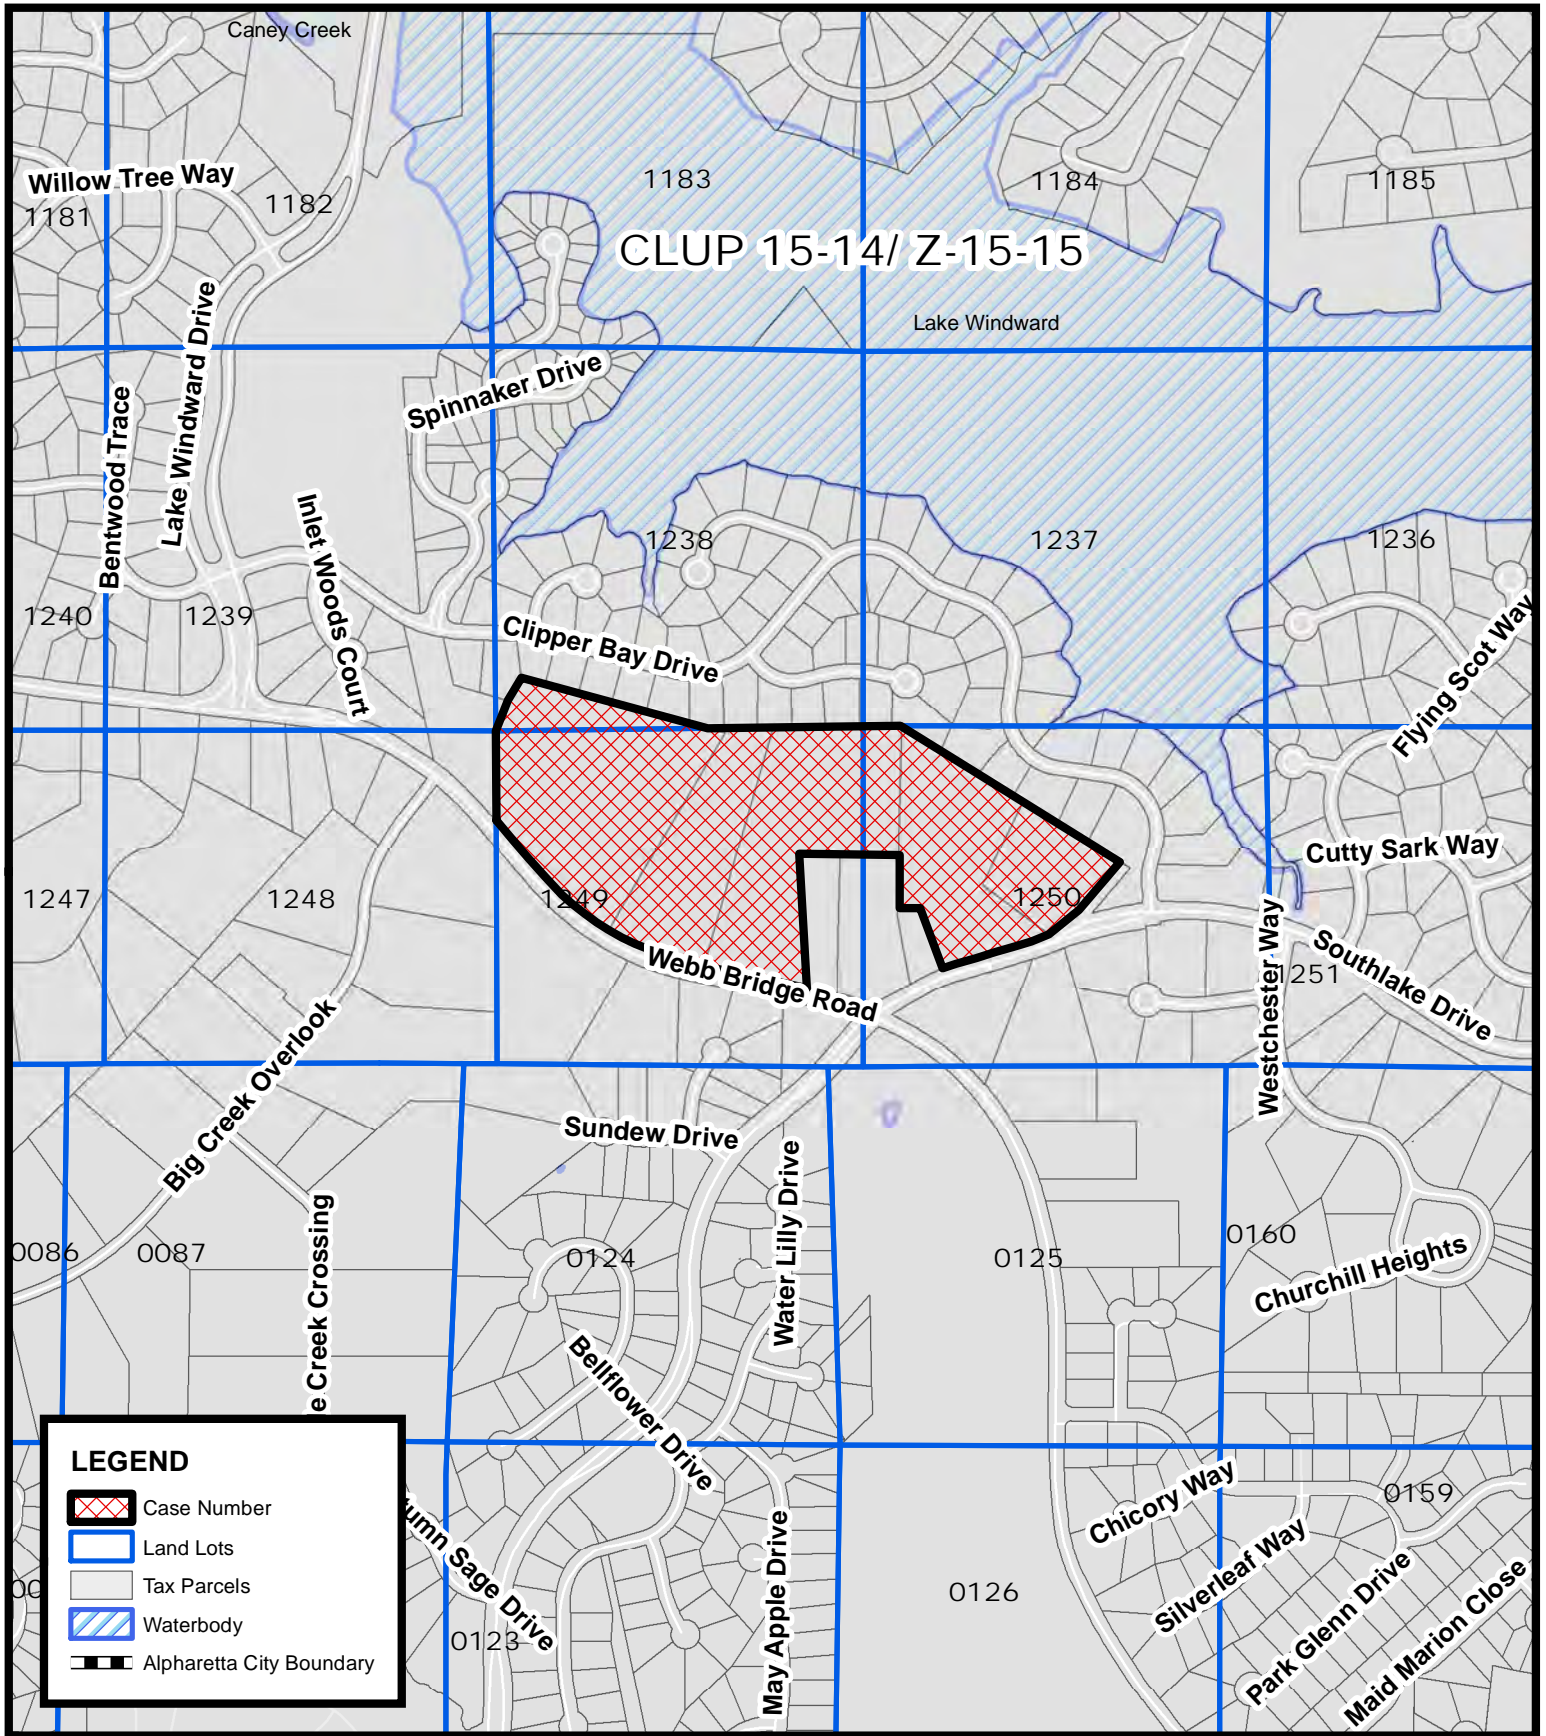 Caney Creek
Willow Tree Way
1181
1182
1183
1184
1185
CLUP 15-14/ Z-15-15
Lake Windward
Lake Windward Drive
Spinnaker Drive
Bentwood Trace
Inlet Woods Court
1238
1237
1236
1240
1239
Clipper Bay Drive
Flying Scot Way
Cutty Sark Way
1247
1248
1249
1250
Webb Bridge Road
Westchester Way
1251
Southlake Drive
Big Creek Overlook
Sundew Drive
Water Lilly Drive
0086
0087
e Creek Crossing
0124
0125
0160
Churchill Heights
Bellflower Drive
LEGEND
Case Number
Land Lots
Tax Parcels
Waterbody
Alpharetta City Boundary
00
tumn Sage Drive
0123
May Apple Drive
0126
Chicory Way
0159
Silverleaf Way
Park Glenn Drive
Maid Marion Close